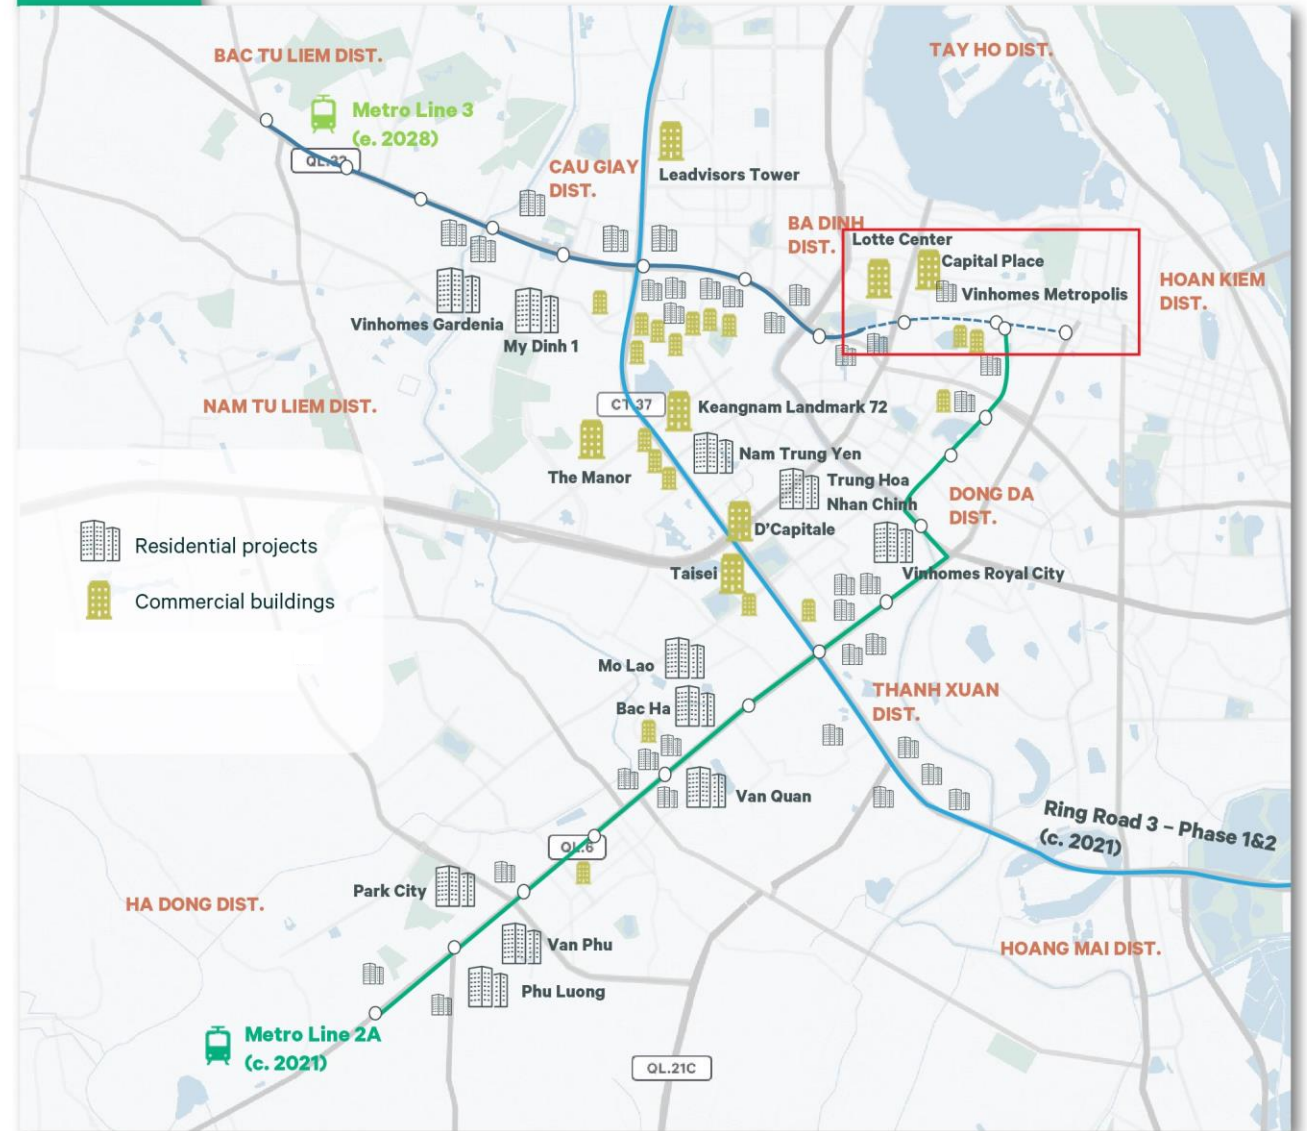 BAC TU LIEM DIST.
TAY HO DIST.
Metro Line 3
(e. 2028)
QL.32
CAU GIAY
DIST.
Leadvisors Tower
BA DINH
DIST.
Lotte Center
Capital Place
Vinhomes Metropolis
HOAN KIEM
DIST.
Vinhomes Gardenia
My Dinh 1
NAM TU LIEM DIST.
CT.37
Keangnam Landmark 72
The Manor
Nam Trung Yen
Trung Hoa
Nhan Chinh
DONG DA
DIST.
D'Capitale
Residential projects
Commercial buildings
Taisei
Vinhomes Royal City
Mo Lao
Bac Ha
THANH XUAN
DIST.
Van Quan
Ring Road 3 – Phase 1&2
(c. 2021)
QL.6
Park City
HA DONG DIST.
Van Phu
HOANG MAI DIST.
Phu Luong
Metro Line 2A
(c. 2021)
QL.21C